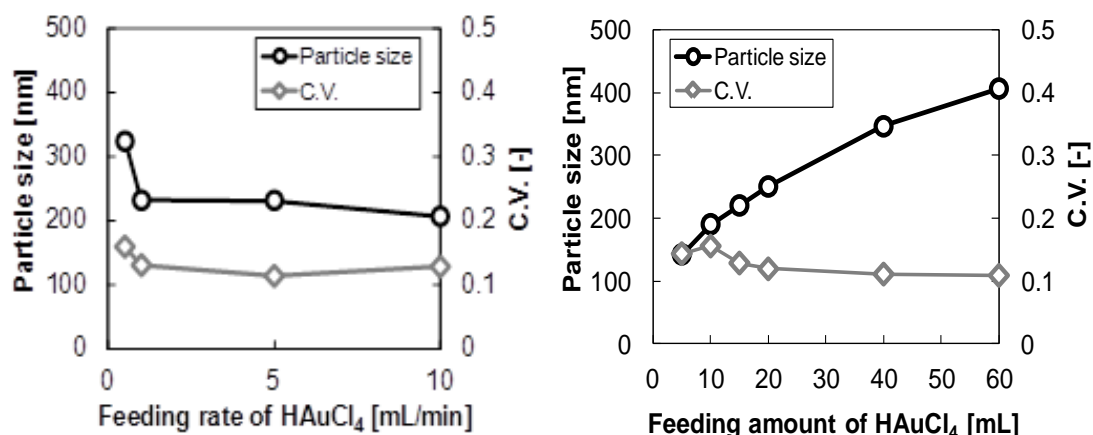 500
400
300
200
100
0
Particle size [nm]
0.5
0.4
0.3
0.2
0.1
0
C.V. [-]
Particle size
C.V.
0 5 10
Feeding rate of HAuCl₄ [mL/min]
500
400
300
200
100
0
Particle size [nm]
0.5
0.4
0.3
0.2
0.1
0
C.V. [-]
Particle size
C.V.
0 10 20 30 40 50 60
Feeding amount of HAuCl₄ [mL]